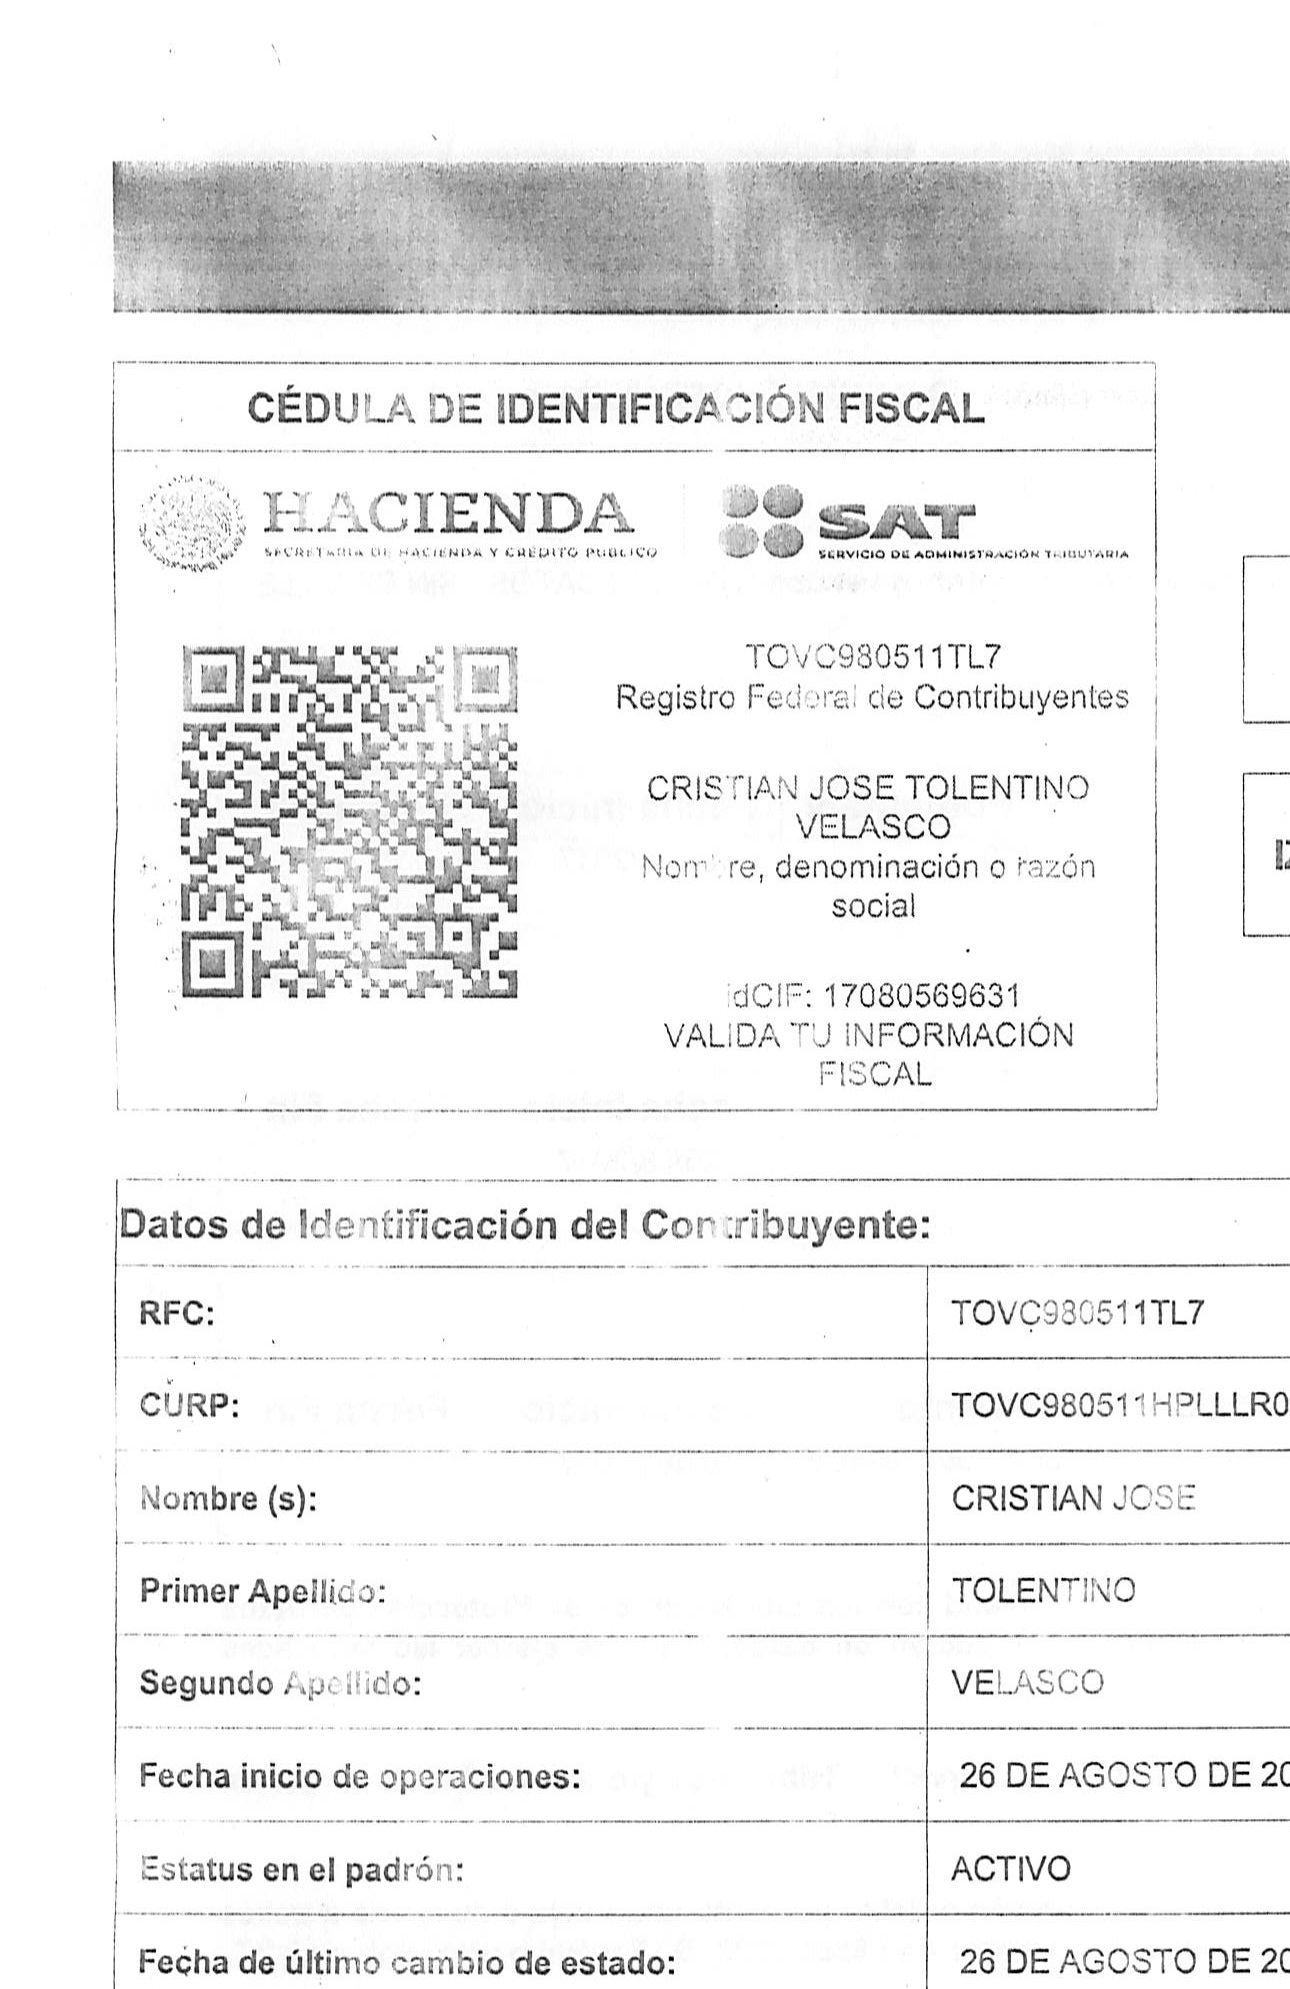 CÉDULA DE IDENTIFICACIÓN FISCAL
HACIENDA
SECRETARÍA DE HACIENDA Y CRÉDITO PÚBLICO
SAT
SERVICIO DE ADMINISTRACIÓN TRIBUTARIA
TOVC980511TL7
Registro Federal de Contribuyentes
CRISTIAN JOSE TOLENTINO
VELASCO
Nombre, denominación o razón
social
idCIF: 17080569631
VALIDA TU INFORMACIÓN
FISCAL
Datos de Identificación del Contribuyente:
RFC: TOVC980511TL7
CURP: TOVC980511HPLLLR0
Nombre (s): CRISTIAN JOSE
Primer Apellido: TOLENTINO
Segundo Apellido: VELASCO
Fecha inicio de operaciones: 26 DE AGOSTO DE 20
Estatus en el padrón: ACTIVO
Fecha de último cambio de estado: 26 DE AGOSTO DE 20